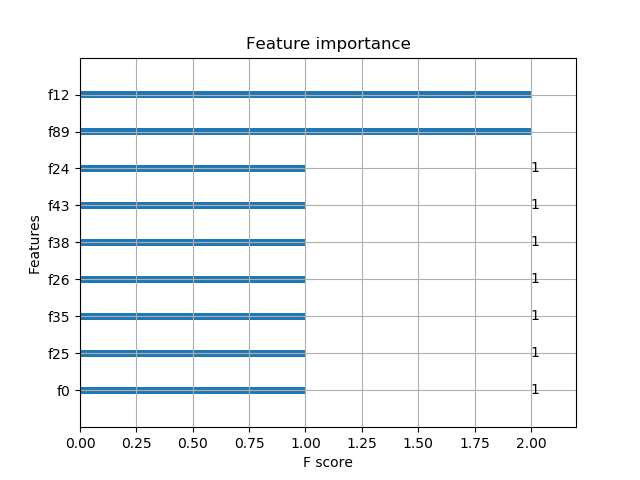 Feature importance
f12
f89
f24 1
f43 1
f38 1
f26 1
f35 1
f25 1
f0 1
Features
0.00 0.25 0.50 0.75 1.00 1.25 1.50 1.75 2.00
F score